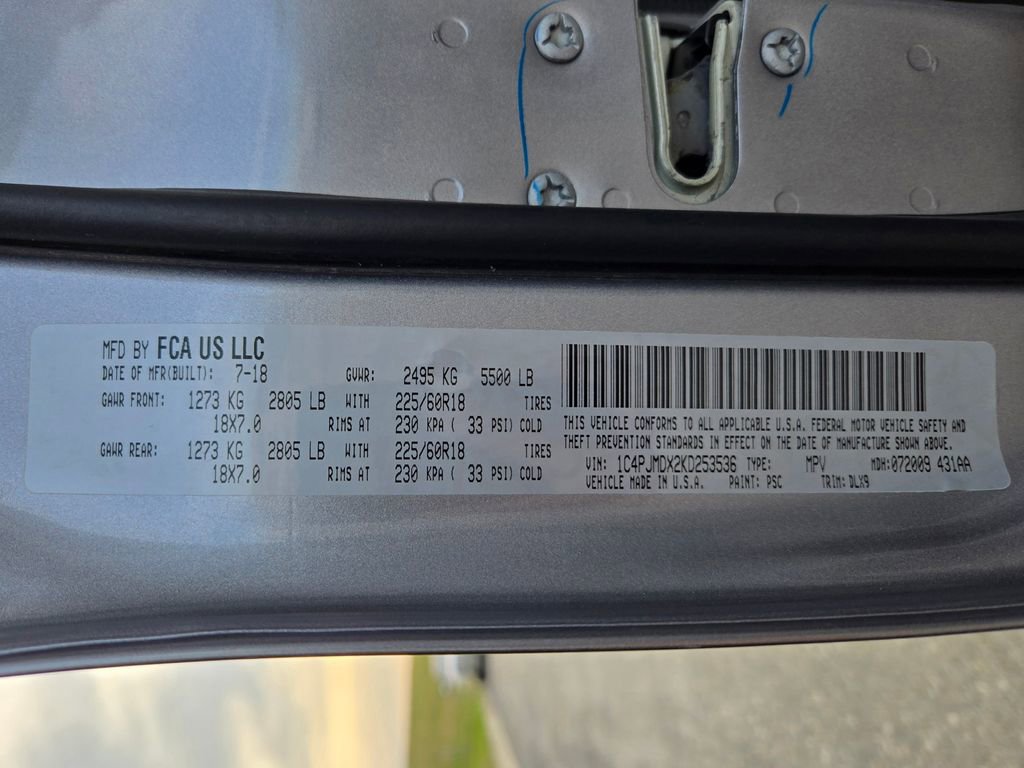 MFD BY FCA US LLC
DATE OF MFR(BUILT): 7-18 GVWR: 2495 KG 5500 LB
GAWR FRONT: 1273 KG 2805 LB WITH 225/60R18 TIRES
18X7.0 RIMS AT 230 KPA ( 33 PSI) COLD
GAWR REAR: 1273 KG 2805 LB WITH 225/60R18 TIRES
18X7.0 RIMS AT 230 KPA ( 33 PSI) COLD
THIS VEHICLE CONFORMS TO ALL APPLICABLE U.S.A. FEDERAL MOTOR VEHICLE SAFETY AND
THEFT PREVENTION STANDARDS IN EFFECT ON THE DATE OF MANUFACTURE SHOWN ABOVE.
VIN: 1C4PJMDX2KD253536 TYPE: MPV MDH: 072009 431AA
VEHICLE MADE IN U.S.A. PAINT: PSC TRIM: DLX9